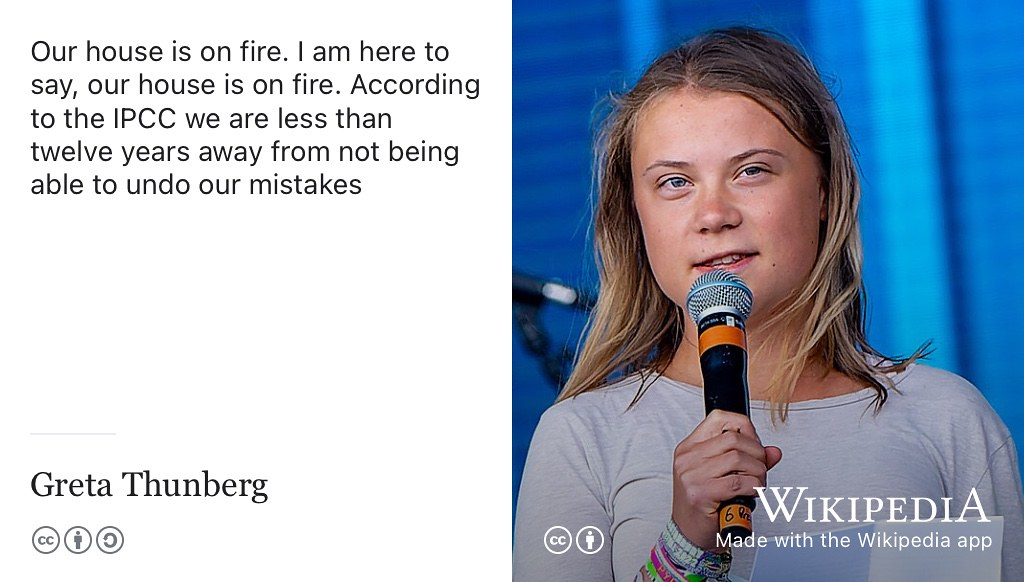 Our house is on fire. I am here to
say, our house is on fire. According
to the IPCC we are less than
twelve years away from not being
able to undo our mistakes
Greta Thunberg
cc
cc
WIKIPEDIA
Made with the Wikipedia app